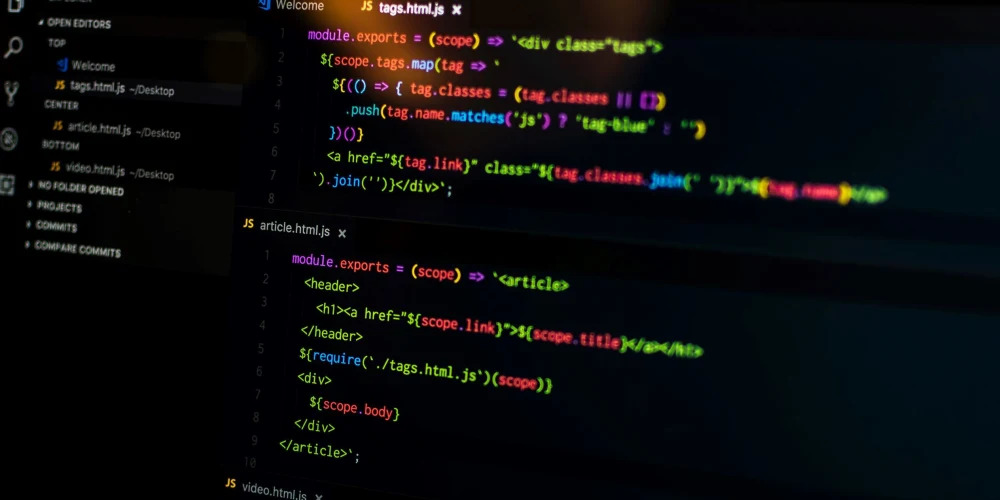 OPEN EDITORS
TOP
Welcome
JS tags.html.js ~/Desktop
CENTER
JS article.html.js ~/Desktop
BOTTOM
JS video.html.js ~/Desktop
NO FOLDER OPENED
PROJECTS
COMMITS
COMPARE COMMITS
Welcome
JS tags.html.js ×
1 module.exports = (scope) => `<div class="tags">
2 ${scope.tags.map(tag => `
3 ${(() => { tag.classes = (tag.classes || [])
4 .push(tag.name.matches('js') ? 'tag-blue' : '')
5 })()}
6 <a href="${tag.link}" class="${tag.classes.join(' ')}">${tag.name}</a>
7 `).join('')}</div>`;
8
JS article.html.js ×
1 module.exports = (scope) => `<article>
2 <header>
3 <h1><a href="${scope.link}">${scope.title}</a></h1>
4 </header>
5 ${require(`./tags.html.js`)(scope)}
6 <div>
7 ${scope.body}
8 </div>
9 </article>`;
10
JS video.html.js ×